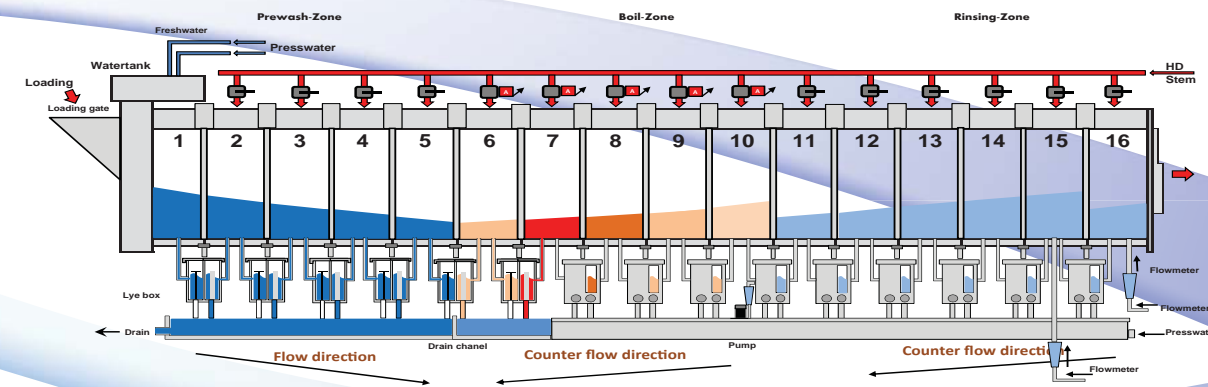 Prewash-Zone
Boil-Zone
Rinsing-Zone
Freshwater
Presswater
Watertank
HD
Stem
Loading
Loading gate
A
A
A
A
A
1 2 3 4 5 6 7 8 9 10 11 12 13 14 15 16
Flowmeter
Lye box
Flowmeter
Drain
Presswat
Drain chanel
Pump
Flow direction
Counter flow direction
Counter flow direction
Flowmeter